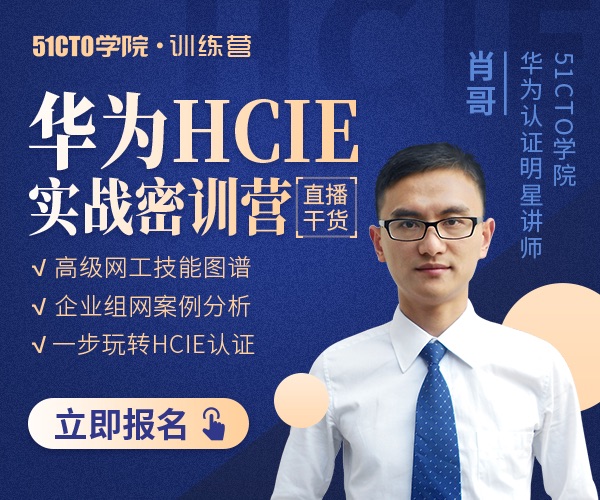 51CTO学院·训练营
华为HCIE
实战密训营
直播
干货
√ 高级网工技能图谱
√ 企业组网案例分析
√ 一步玩转HCIE认证
立即报名
51CTO学院
华为认证明星讲师
肖哥